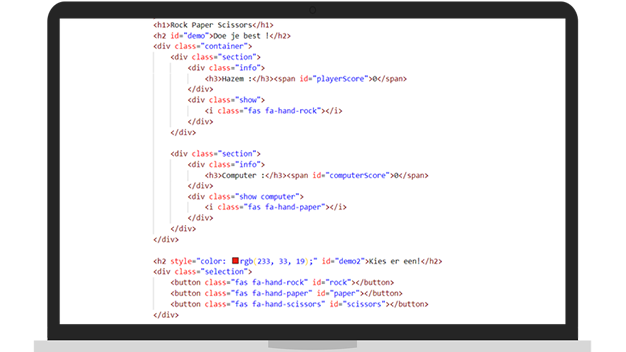 <h1>Rock Paper Scissors</h1>
<h2 id="demo">Doe je best !</h2>
<div class="container">
<div class="section">
<div class="info">
<h3>Hazem :</h3><span id="playerScore">0</span>
</div>
<div class="show">
<i class="fas fa-hand-rock"></i>
</div>
</div>
<div class="section">
<div class="info">
<h3>Computer :</h3><span id="computerScore">0</span>
</div>
<div class="show computer">
<i class="fas fa-hand-paper"></i>
</div>
</div>
</div>
<h2 style="color: rgb(233, 33, 19);" id="demo2">Kies er een!</h2>
<div class="selection">
<button class="fas fa-hand-rock" id="rock"></button>
<button class="fas fa-hand-paper" id="paper"></button>
<button class="fas fa-hand-scissors" id="scissors"></button>
</div>